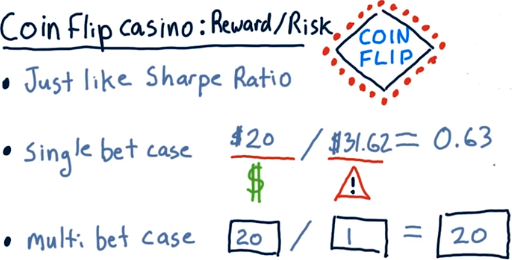 Coin Flip casino: Reward/Risk
COIN
FLIP
• Just like Sharpe Ratio
• Single bet case $20 / $31.62 = 0.63
$ !
• multi bet case 20 / 1 = 20